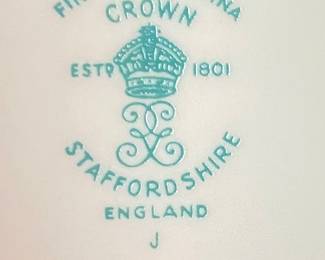 CROWN
ESTD 1801
STAFFORDSHIRE
ENGLAND
J